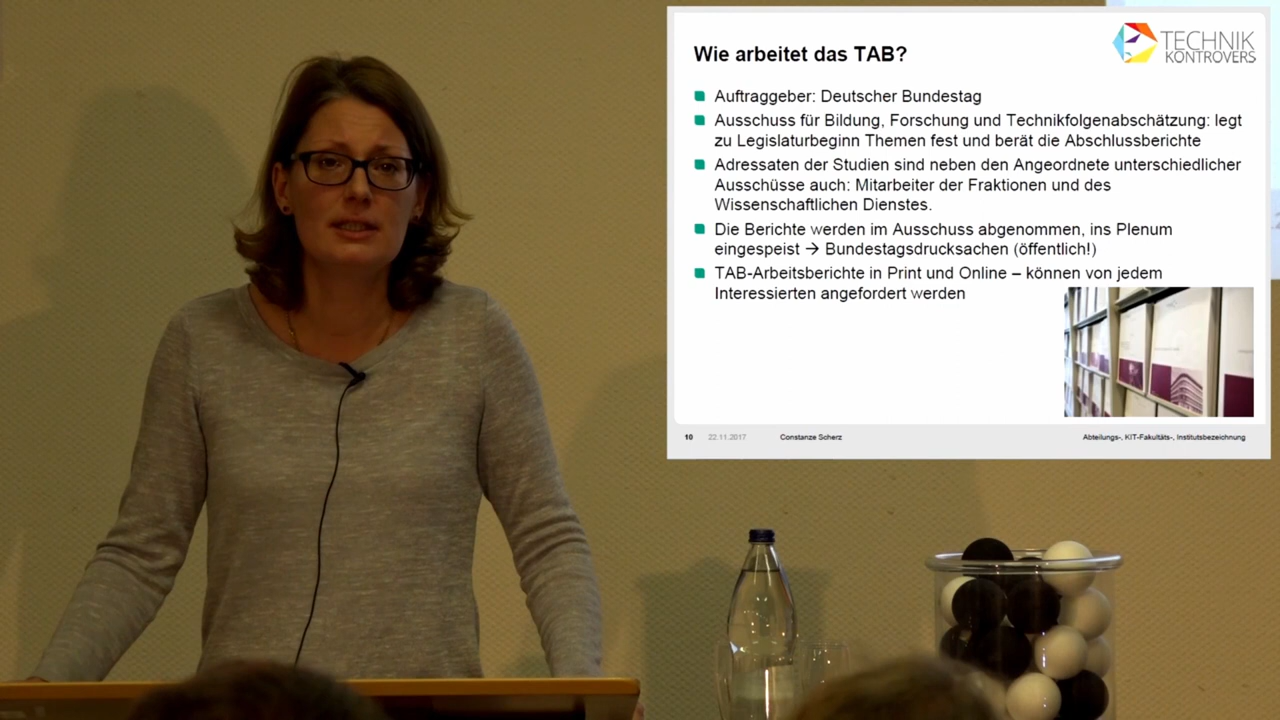 TECHNIK
KONTROVERS
Wie arbeitet das TAB?
Auftraggeber: Deutscher Bundestag
Ausschuss für Bildung, Forschung und Technikfolgenabschätzung: legt
zu Legislaturbeginn Themen fest und berät die Abschlussberichte
Adressaten der Studien sind neben den Angeordnete unterschiedlicher
Ausschüsse auch: Mitarbeiter der Fraktionen und des
Wissenschaftlichen Dienstes.
Die Berichte werden im Ausschuss abgenommen, ins Plenum
eingespeist → Bundestagsdrucksachen (öffentlich!)
TAB-Arbeitsberichte in Print und Online – können von jedem
Interessierten angefordert werden
10 22.11.2017 Constanze Scherz Abteilungs-, KIT-Fakultäts-, Institutsbezeichnung